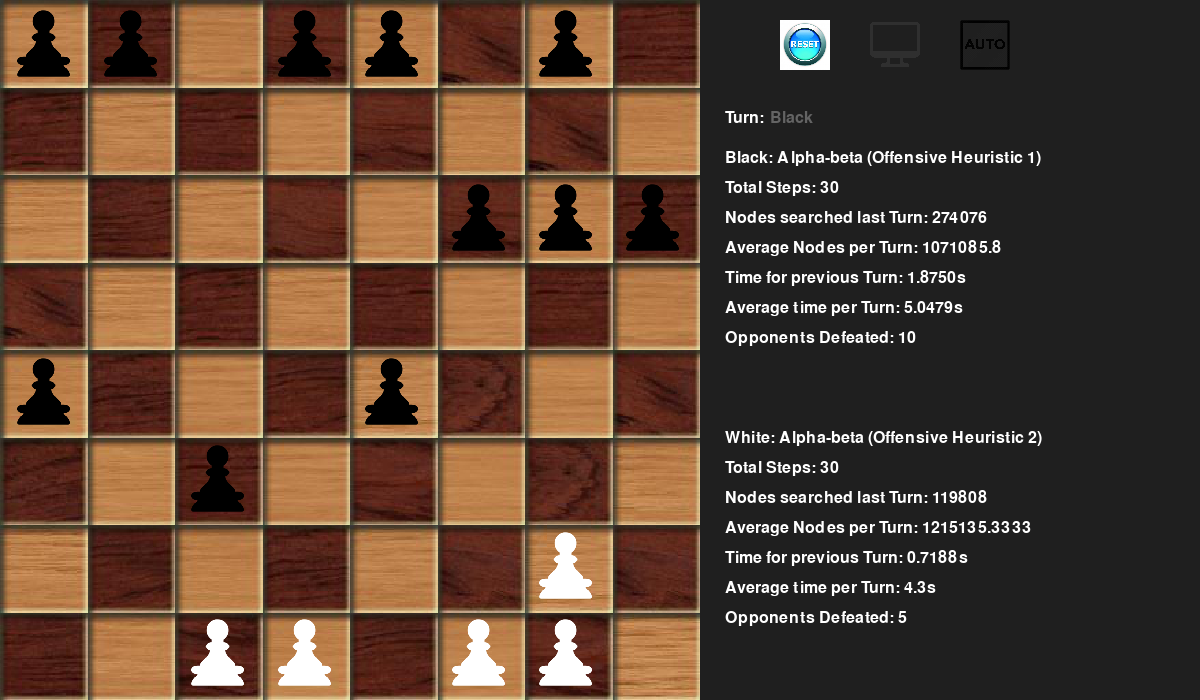 RESET
AUTO
Turn: Black
Black: Alpha-beta (Offensive Heuristic 1)
Total Steps: 30
Nodes searched last Turn: 274076
Average Nodes per Turn: 1071085.8
Time for previous Turn: 1.8750s
Average time per Turn: 5.0479s
Opponents Defeated: 10
White: Alpha-beta (Offensive Heuristic 2)
Total Steps: 30
Nodes searched last Turn: 119808
Average Nodes per Turn: 1215135.3333
Time for previous Turn: 0.7188s
Average time per Turn: 4.3s
Opponents Defeated: 5